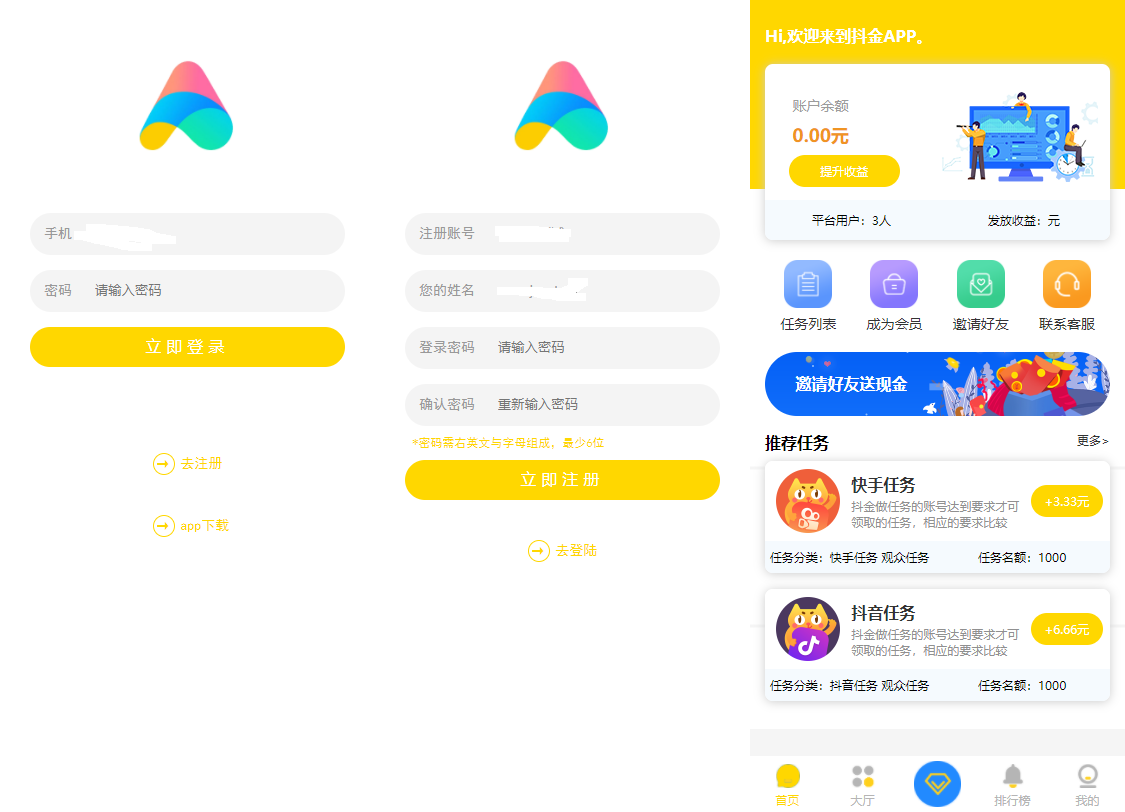 手机
密码 请输入密码
立即登录
去注册
app下载
注册账号
您的姓名
登录密码 请输入密码
确认密码 重新输入密码
*密码需右英文与字母组成，最少6位
立即注册
去登陆
Hi,欢迎来到抖金APP。
账户余额
0.00元
提升收益
平台用户：3人 发放收益：元
任务列表 成为会员 邀请好友 联系客服
邀请好友送现金
推荐任务 更多>
快手任务
抖金做任务的账号达到要求才可
领取的任务，相应的要求比较
+3.33元
任务分类：快手任务 观众任务 任务名额：1000
抖音任务
抖金做任务的账号达到要求才可
领取的任务，相应的要求比较
+6.66元
任务分类：抖音任务 观众任务 任务名额：1000
首页 大厅 排行榜 我的